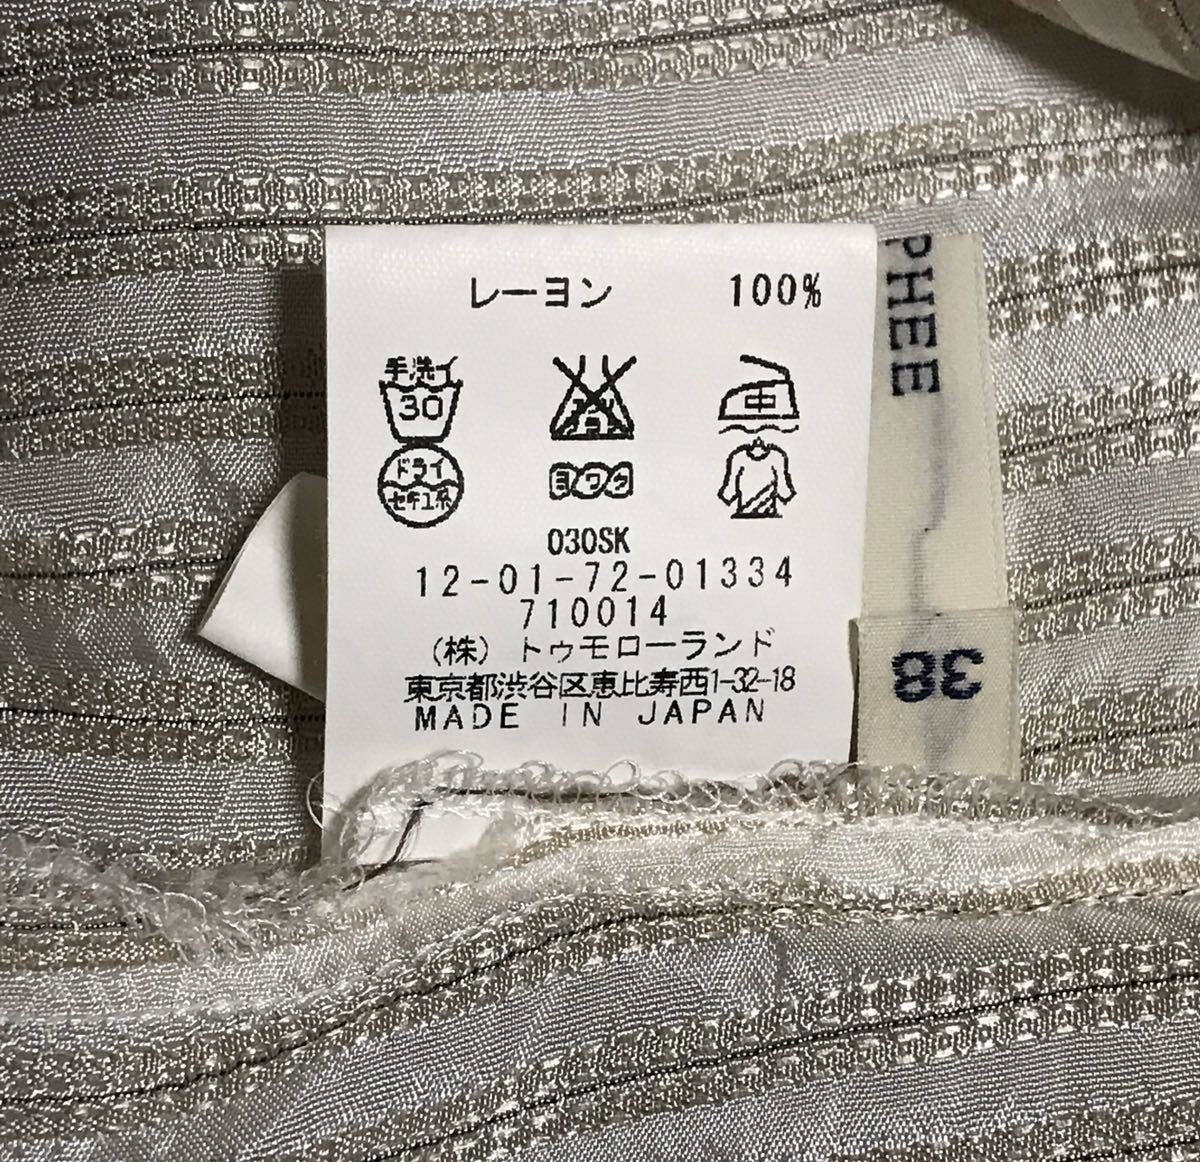 レーヨン 100%
手洗イ
30
中
ドライ
セキユ系
ヨワク
030SK
12-01-72-01334
710014
(株) トゥモローランド
東京都渋谷区恵比寿西1-32-18
MADE IN JAPAN
PHEE
38